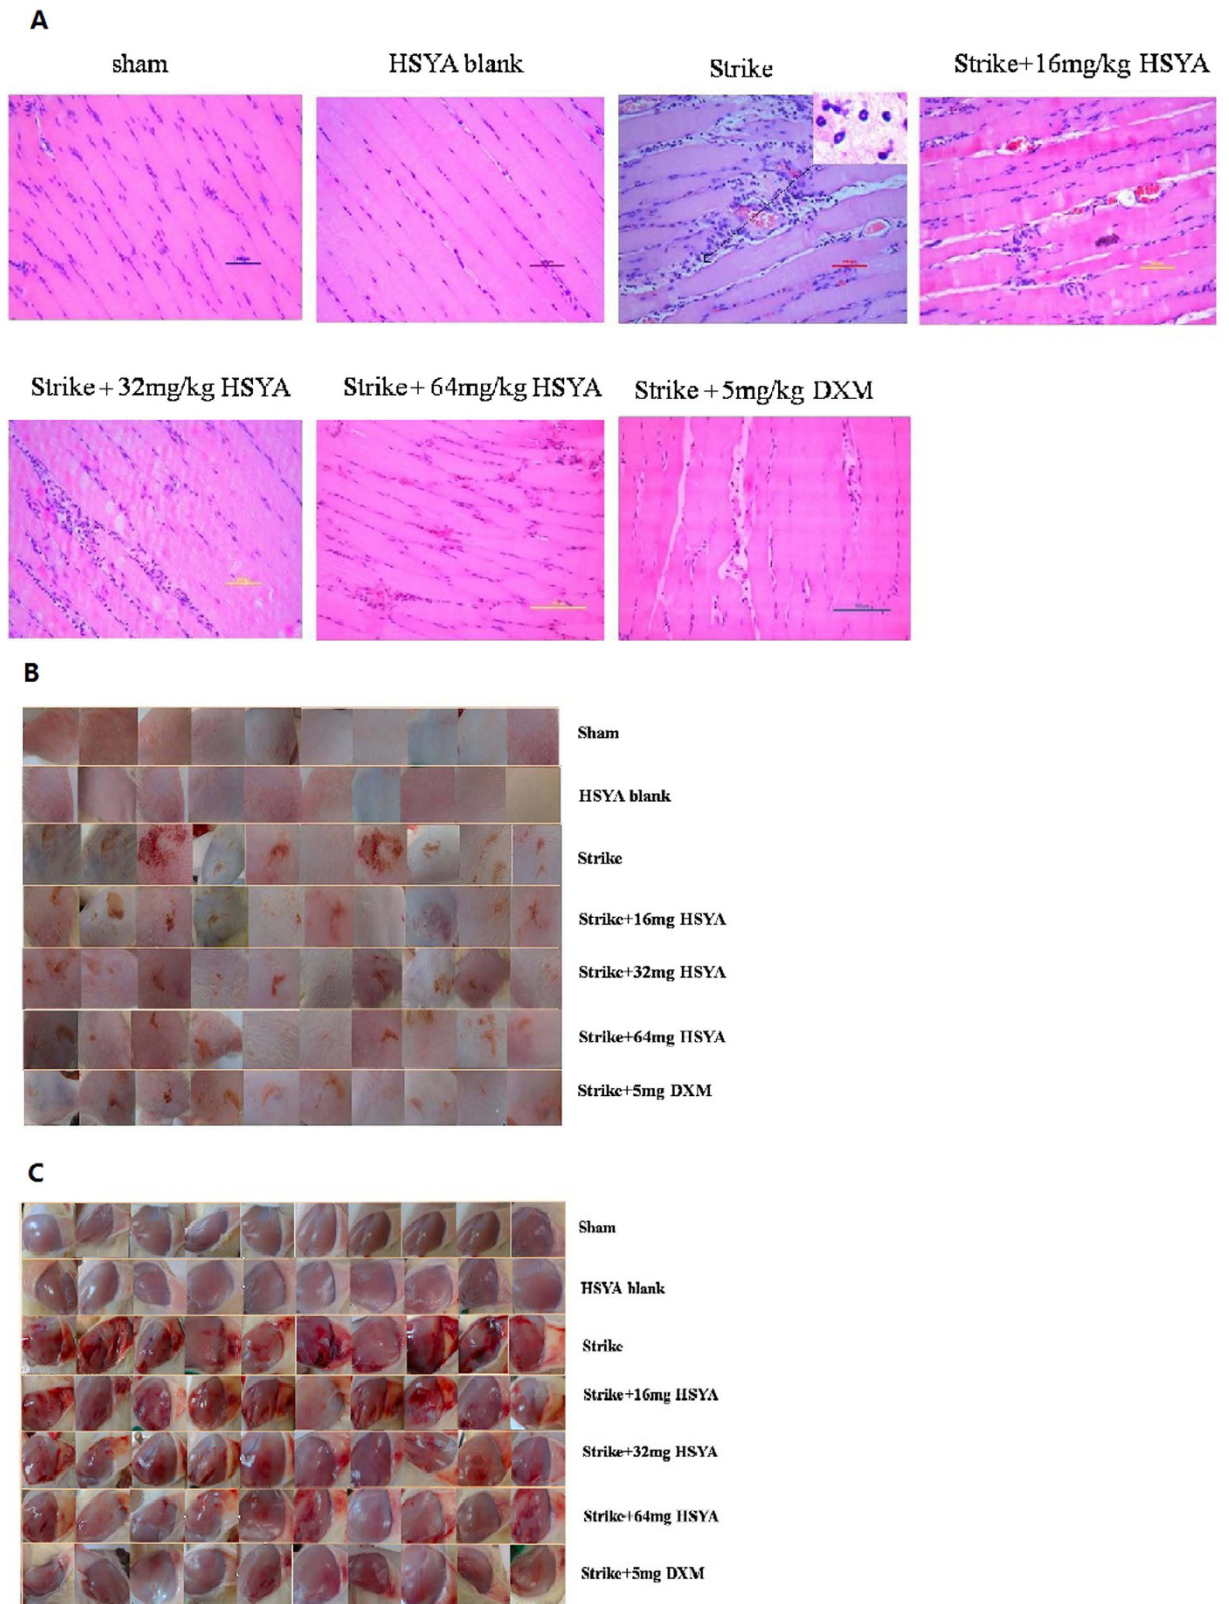 A
sham
HSYA blank
Strike
Strike+16mg/kg HSYA
Strike + 32mg/kg HSYA
Strike+ 64mg/kg HSYA
Strike + 5mg/kg DXM
B
Sham
HSYA blank
Strike
Strike+16mg HSYA
Strike+32mg HSYA
Strike+64mg HSYA
Strike+5mg DXM
C
Sham
HSYA blank
Strike
Strike+16mg HSYA
Strike+32mg HSYA
Strike+64mg HSYA
Strike+5mg DXM